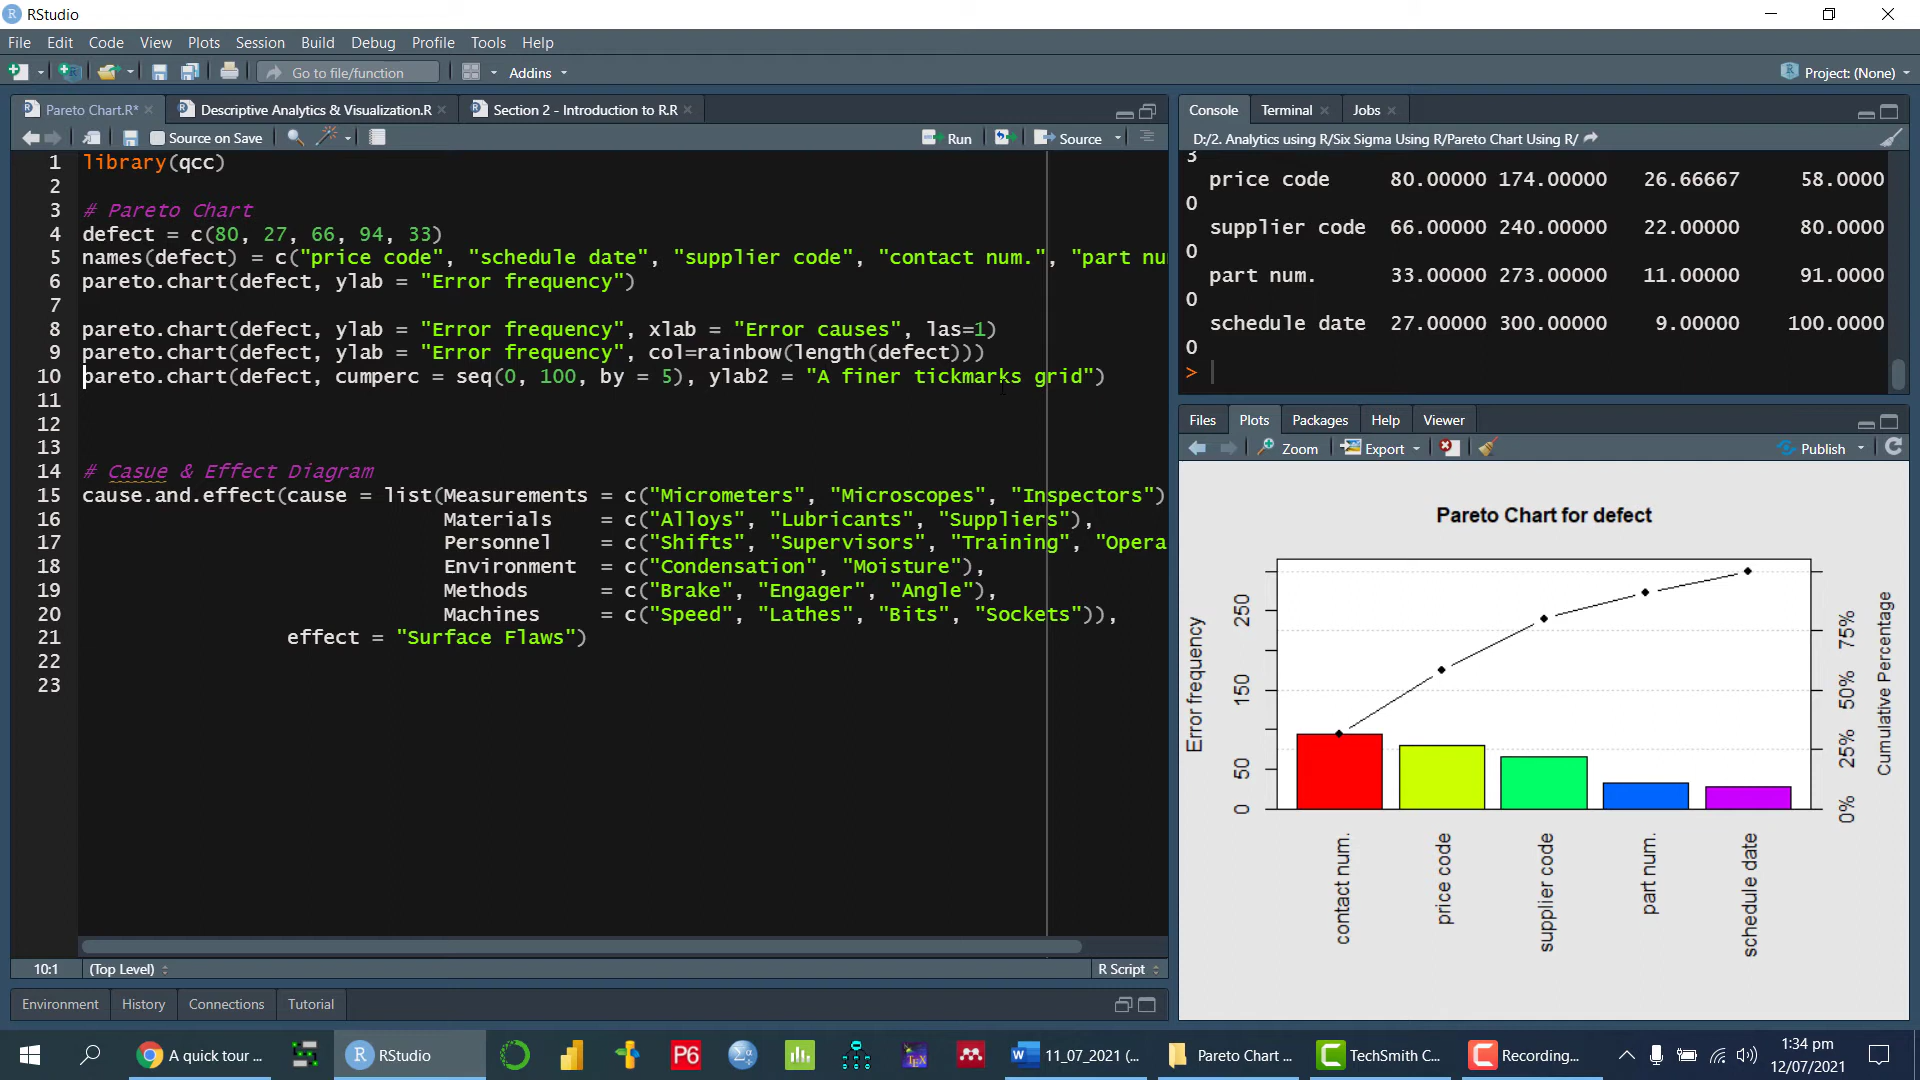 RStudio
File Edit Code View Plots Session Build Debug Profile Tools Help
Go to file/function Addins Project: (None)
Pareto Chart.R* Descriptive Analytics & Visualization.R Section 2 - Introduction to R.R
Source on Save Run Source
1 library(qcc)
2
3 # Pareto Chart
4 defect = c(80, 27, 66, 94, 33)
5 names(defect) = c("price code", "schedule date", "supplier code", "contact num.", "part nu
6 pareto.chart(defect, ylab = "Error frequency")
7
8 pareto.chart(defect, ylab = "Error frequency", xlab = "Error causes", las=1)
9 pareto.chart(defect, ylab = "Error frequency", col=rainbow(length(defect)))
10 pareto.chart(defect, cumperc = seq(0, 100, by = 5), ylab2 = "A finer tickmarks grid")
11
12
13
14 # Casue & Effect Diagram
15 cause.and.effect(cause = list(Measurements = c("Micrometers", "Microscopes", "Inspectors")
16 Materials = c("Alloys", "Lubricants", "Suppliers"),
17 Personnel = c("Shifts", "Supervisors", "Training", "Opera
18 Environment = c("Condensation", "Moisture"),
19 Methods = c("Brake", "Engager", "Angle"),
20 Machines = c("Speed", "Lathes", "Bits", "Sockets")),
21 effect = "Surface Flaws")
22
23
10:1 (Top Level) R Script
Environment History Connections Tutorial
Console Terminal Jobs
D:/2. Analytics using R/Six Sigma Using R/Pareto Chart Using R/
3
price code 80.00000 174.00000 26.66667 58.0000
0
supplier code 66.00000 240.00000 22.00000 80.0000
0
part num. 33.00000 273.00000 11.00000 91.0000
0
schedule date 27.00000 300.00000 9.00000 100.0000
0
>
Files Plots Packages Help Viewer
Zoom Export Publish
Pareto Chart for defect
Error frequency
250
150
50
0
75%
50%
25%
0%
Cumulative Percentage
contact num.
price code
supplier code
part num.
schedule date
A quick tour ... RStudio 11_07_2021 (... Pareto Chart ... TechSmith C... Recording...
1:34 pm
12/07/2021